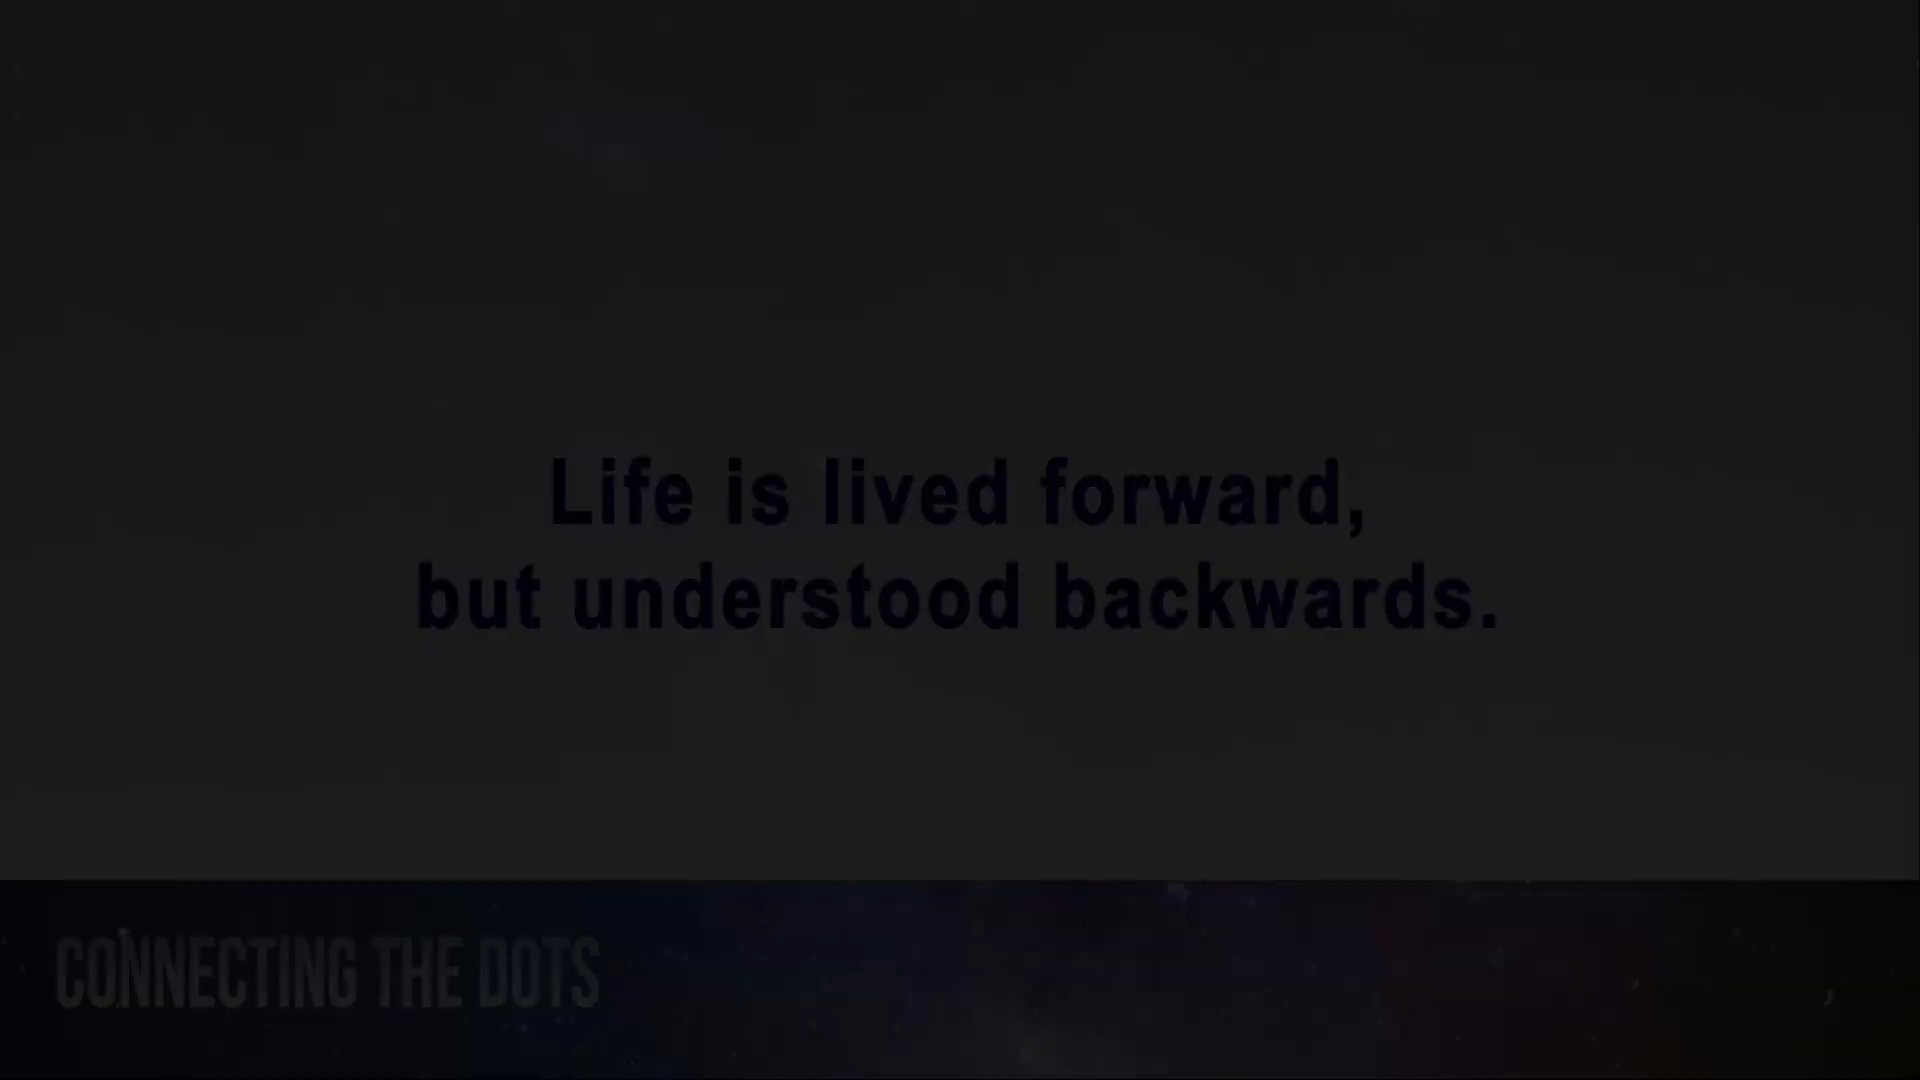 Life is lived forward,
but understood backwards.
CONNECTING THE DOTS